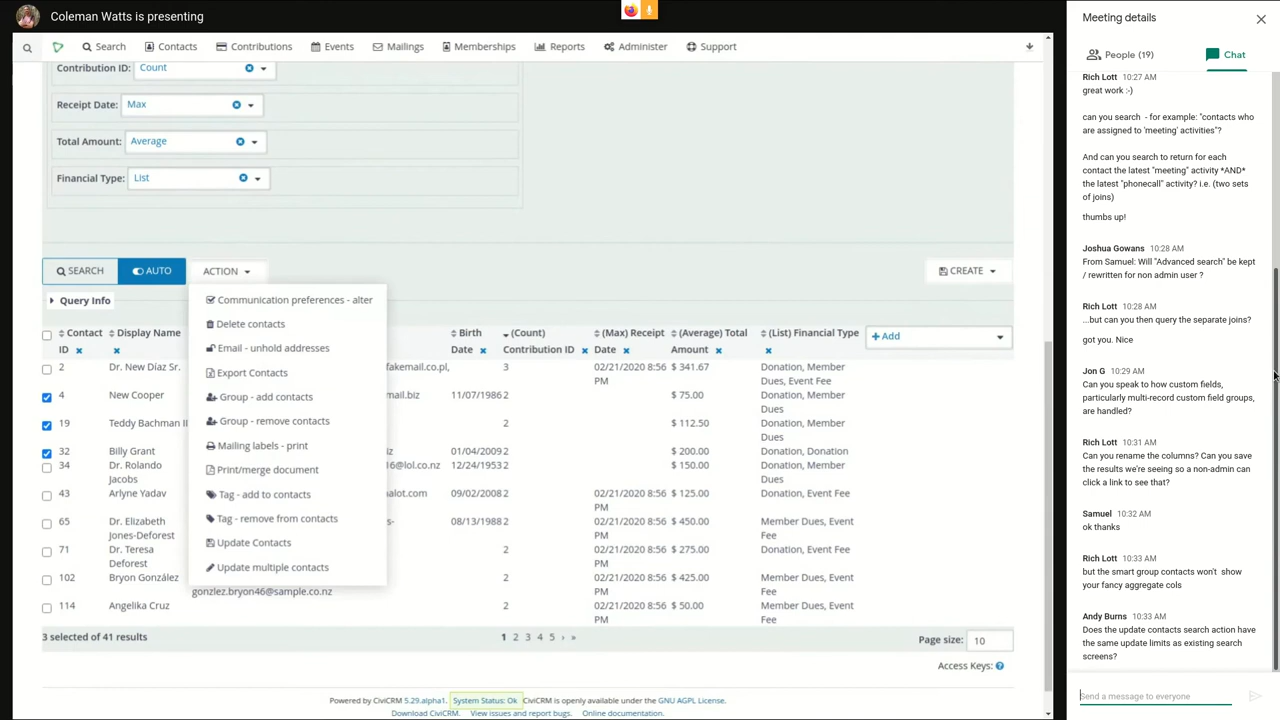 Coleman Watts is presenting
Search Contacts Contributions Events Mailings Memberships Reports Administer Support
Contribution ID: Count
Receipt Date: Max
Total Amount: Average
Financial Type: List
SEARCH AUTO ACTION CREATE
Query Info
Communication preferences - alter
Delete contacts
Email - unhold addresses
Export Contacts
Group - add contacts
Group - remove contacts
Mailing labels - print
Print/merge document
Tag - add to contacts
Tag - remove from contacts
Update Contacts
Update multiple contacts
Contact Display Name Birth (Count) (Max) Receipt (Average) Total (List) Financial Type Add
ID Date Contribution ID Date Amount
2 Dr. New Díaz Sr. fakemail.co.pl, 3 02/21/2020 8:56 $ 341.67 Donation, Member
PM Dues, Event Fee
4 New Cooper mail.biz 11/07/1986 2 $ 75.00 Donation, Member
Dues
19 Teddy Bachman II 2 $ 112.50 Donation, Member
Dues
32 Billy Grant iz 01/04/2009 2 $ 200.00 Donation, Donation
34 Dr. Rolando 16@lol.co.nz 12/24/1953 2 $ 150.00 Donation, Member
Jacobs Dues
43 Arlyne Yadav nalot.com 09/02/2008 2 02/21/2020 8:56 $ 125.00 Donation, Event Fee
PM
65 Dr. Elizabeth s- 08/13/1988 2 02/21/2020 8:56 $ 450.00 Member Dues, Event
Jones-Deforest PM Fee
71 Dr. Teresa 2 02/21/2020 8:56 $ 275.00 Donation, Event Fee
Deforest PM
102 Bryon González 2 02/21/2020 8:56 $ 425.00 Member Dues, Event
gonzlez.bryon46@sample.co.nz PM Fee
114 Angelika Cruz 2 02/21/2020 8:56 $ 50.00 Member Dues, Event
PM Fee
3 selected of 41 results 1 2 3 4 5 › » Page size: 10
Access Keys:
Powered by CiviCRM 5.29.alpha1. System Status: Ok CiviCRM is openly available under the GNU AGPL License.
Download CiviCRM. View issues and report bugs. Online documentation.
Meeting details
People (19) Chat
Rich Lott 10:27 AM
great work :-)
can you search - for example: "contacts who
are assigned to 'meeting' activities"?
And can you search to return for each
contact the latest "meeting" activity *AND*
the latest "phonecall" activity? i.e. (two sets
of joins)
thumbs up!
Joshua Gowans 10:28 AM
From Samuel: Will "Advanced search" be kept
/ rewritten for non admin user ?
Rich Lott 10:28 AM
...but can you then query the separate joins?
got you. Nice
Jon G 10:29 AM
Can you speak to how custom fields,
particularly multi-record custom field groups,
are handled?
Rich Lott 10:31 AM
Can you rename the columns? Can you save
the results we're seeing so a non-admin can
click a link to see that?
Samuel 10:32 AM
ok thanks
Rich Lott 10:33 AM
but the smart group contacts won't show
your fancy aggregate cols
Andy Burns 10:33 AM
Does the update contacts search action have
the same update limits as existing search
screens?
Send a message to everyone